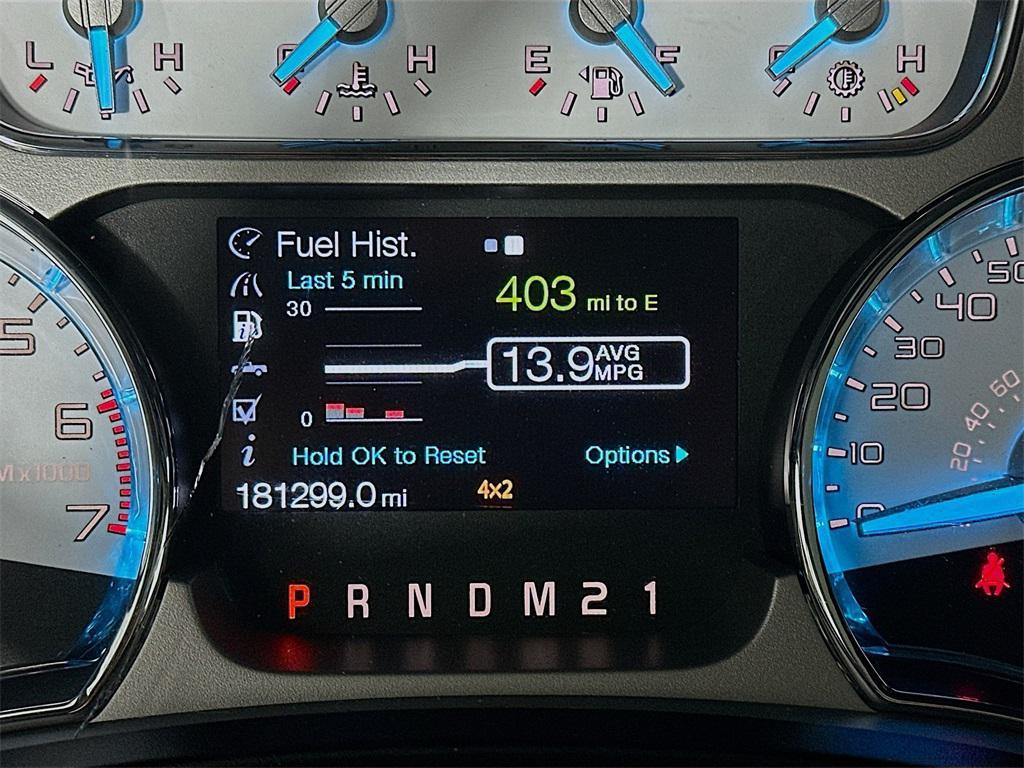 L H
C H
E F
C H
Fuel Hist.
Last 5 min
30
403 mi to E
13.9 AVG MPG
0
Hold OK to Reset
Options
181299.0 mi
4x2
P R N D M 2 1
5
6
7
0
10
20
30
40
50
20
40
60